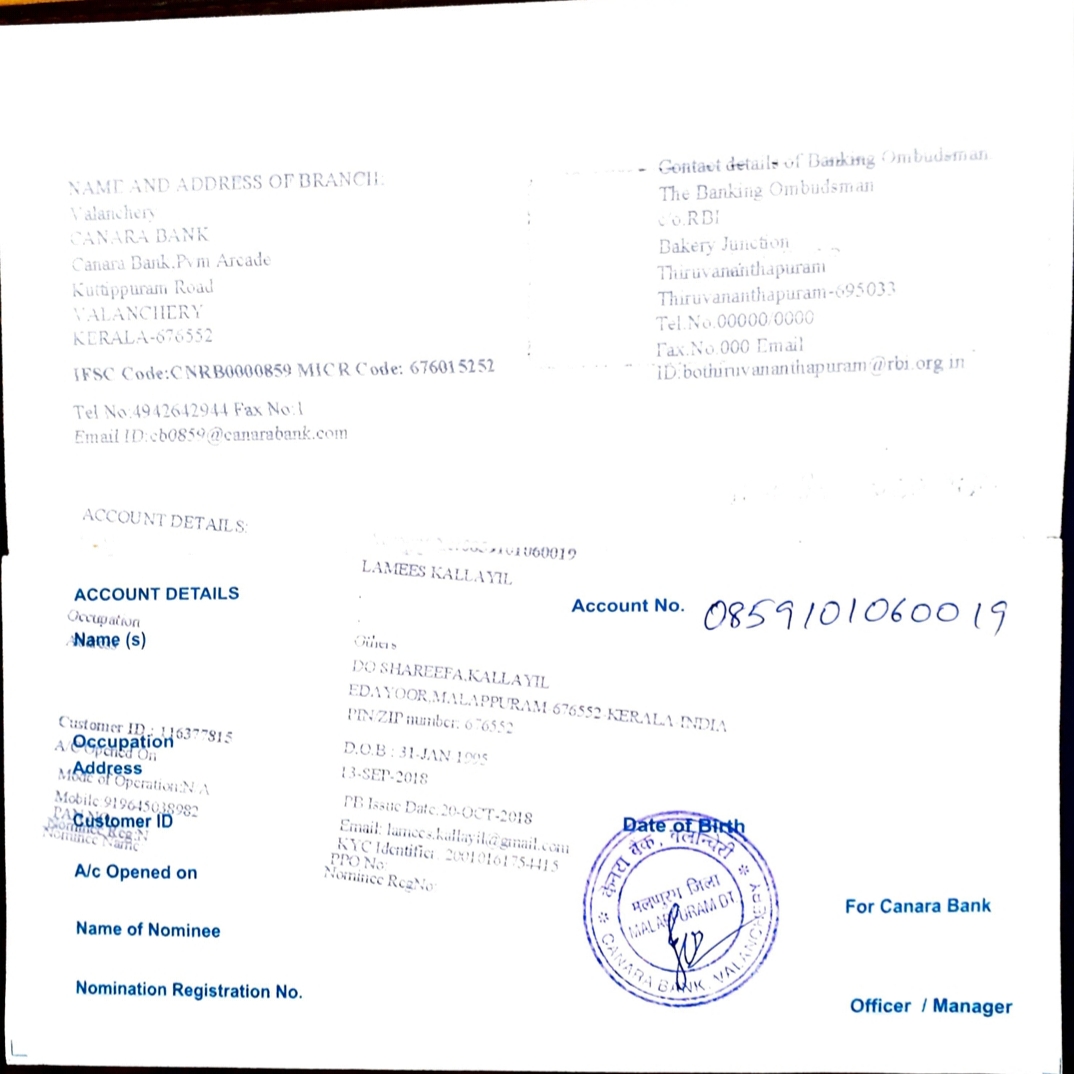 NAME AND ADDRESS OF BRANCH:
Valanchery
CANARA BANK
Canara Bank,Pvm Arcade
Kuttippuram Road
VALANCHERY
KERALA-676552
IFSC Code:CNRB0000859 MICR Code: 676015252
Tel No:4942642944 Fax No:1
Email ID:cb0859@canarabank.com
Contact details of Banking Ombudsman
The Banking Ombudsman
c/o.RBI
Bakery Junction
Thiruvananthapuram
Thiruvananthapuram-695033
Tel.No.00000/0000
Fax.No.000 Email
ID:bothiruvananthapuram@rbi.org.in
ACCOUNT DETAILS:
LAMEES KALLAYIL
ACCOUNT DETAILS
Account No. 0859101060019
Occupation
Name (s)
Others
DO SHAREEFA,KALLAYIL
EDAYOOR,MALAPPURAM-676552-KERALA-INDIA
PIN/ZIP number: 676552
Customer ID : 116377815
Occupation
A/C Opened On
D.O.B : 31-JAN 1995
Address
13-SEP-2018
Mode of Operation:N A
Mobile:919645038982
PB Issue Date:20-OCT-2018
Customer ID
Date of Birth
Nominee Reg:N
Nominee Name
Email: lamees.kallayil@gmail.com
KYC Identifier: 20010161754415
PPO No:
Nominee RegNo:
A/c Opened on
केनरा बैंक, वलान्चेरी
मलप्पुरम जिला
MALAPPURAM DT
CANARA BANK, VALANCHERY
For Canara Bank
Name of Nominee
Nomination Registration No.
Officer / Manager